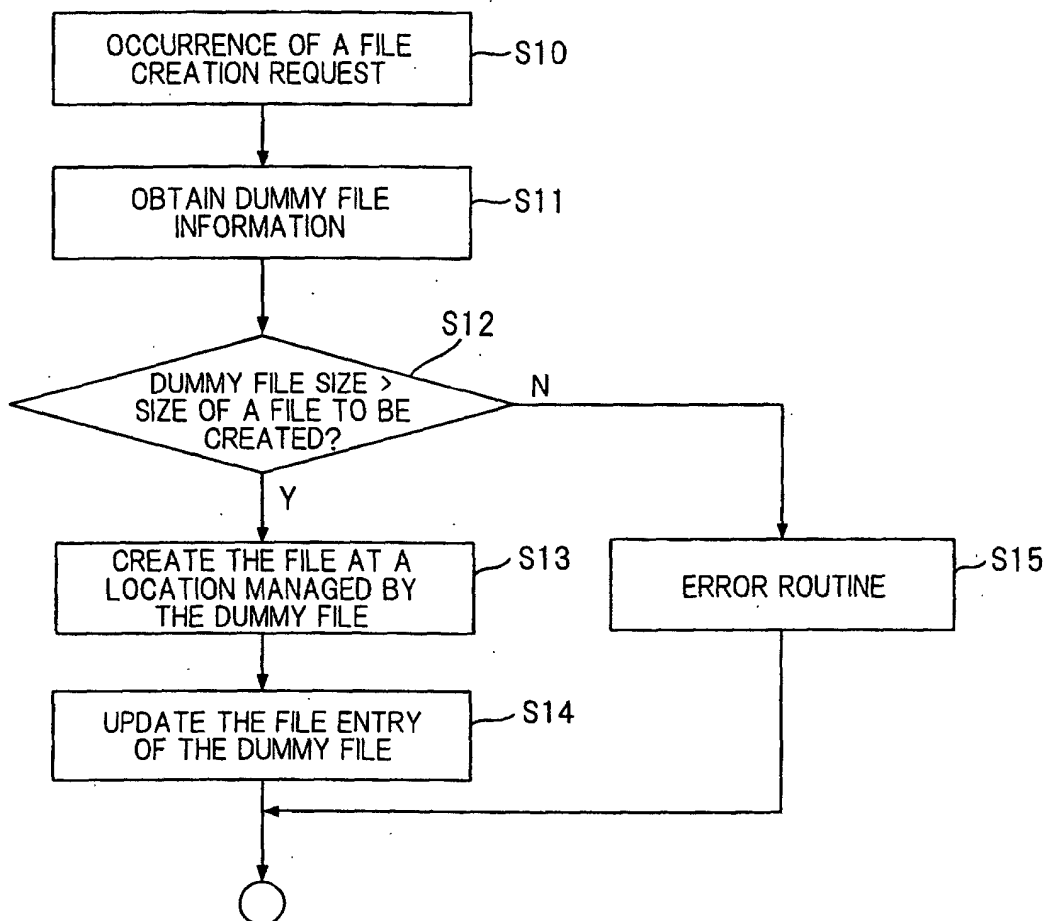 OCCURRENCE OF A FILE
CREATION REQUEST
S10
OBTAIN DUMMY FILE
INFORMATION
S11
S12
DUMMY FILE SIZE >
SIZE OF A FILE TO BE
CREATED?
N
Y
CREATE THE FILE AT A
LOCATION MANAGED BY
THE DUMMY FILE
S13
ERROR ROUTINE
S15
UPDATE THE FILE ENTRY
OF THE DUMMY FILE
S14